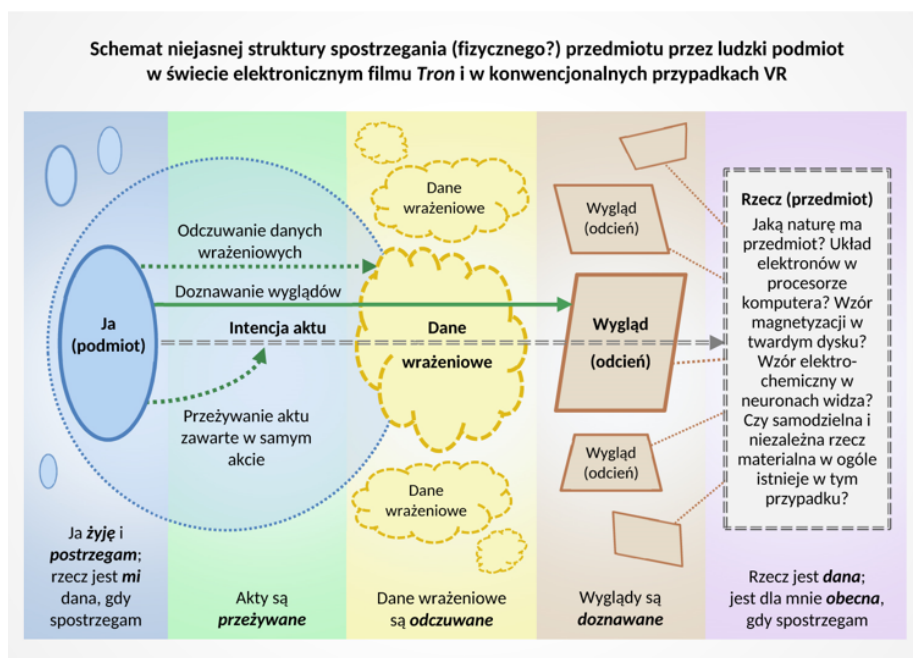 Schemat niejasnej struktury spostrzegania (fizycznego?) przedmiotu przez ludzki podmiot
w świecie elektronicznym filmu Tron i w konwencjonalnych przypadkach VR
Ja
(podmiot)
Odczuwanie danych
wrażeniowych
Doznawanie wyglądów
Intencja aktu
Przeżywanie aktu
zawarte w samym
akcie
Dane
wrażeniowe
Dane
wrażeniowe
Dane
wrażeniowe
Wygląd
(odcień)
Wygląd
(odcień)
Wygląd
(odcień)
Rzecz (przedmiot)
Jaką naturę ma
przedmiot? Układ
elektronów w
procesorze
komputera? Wzór
magnetyzacji w
twardym dysku?
Wzór elektro-
chemiczny w
neuronach widza?
Czy samodzielna i
niezależna rzecz
materialna w ogóle
istnieje w tym
przypadku?
Ja żyję i
postrzegam;
rzecz jest mi
dana, gdy
spostrzegam
Akty są
przeżywane
Dane wrażeniowe
są odczuwane
Wyglądy są
doznawane
Rzecz jest dana;
jest dla mnie obecna,
gdy spostrzegam